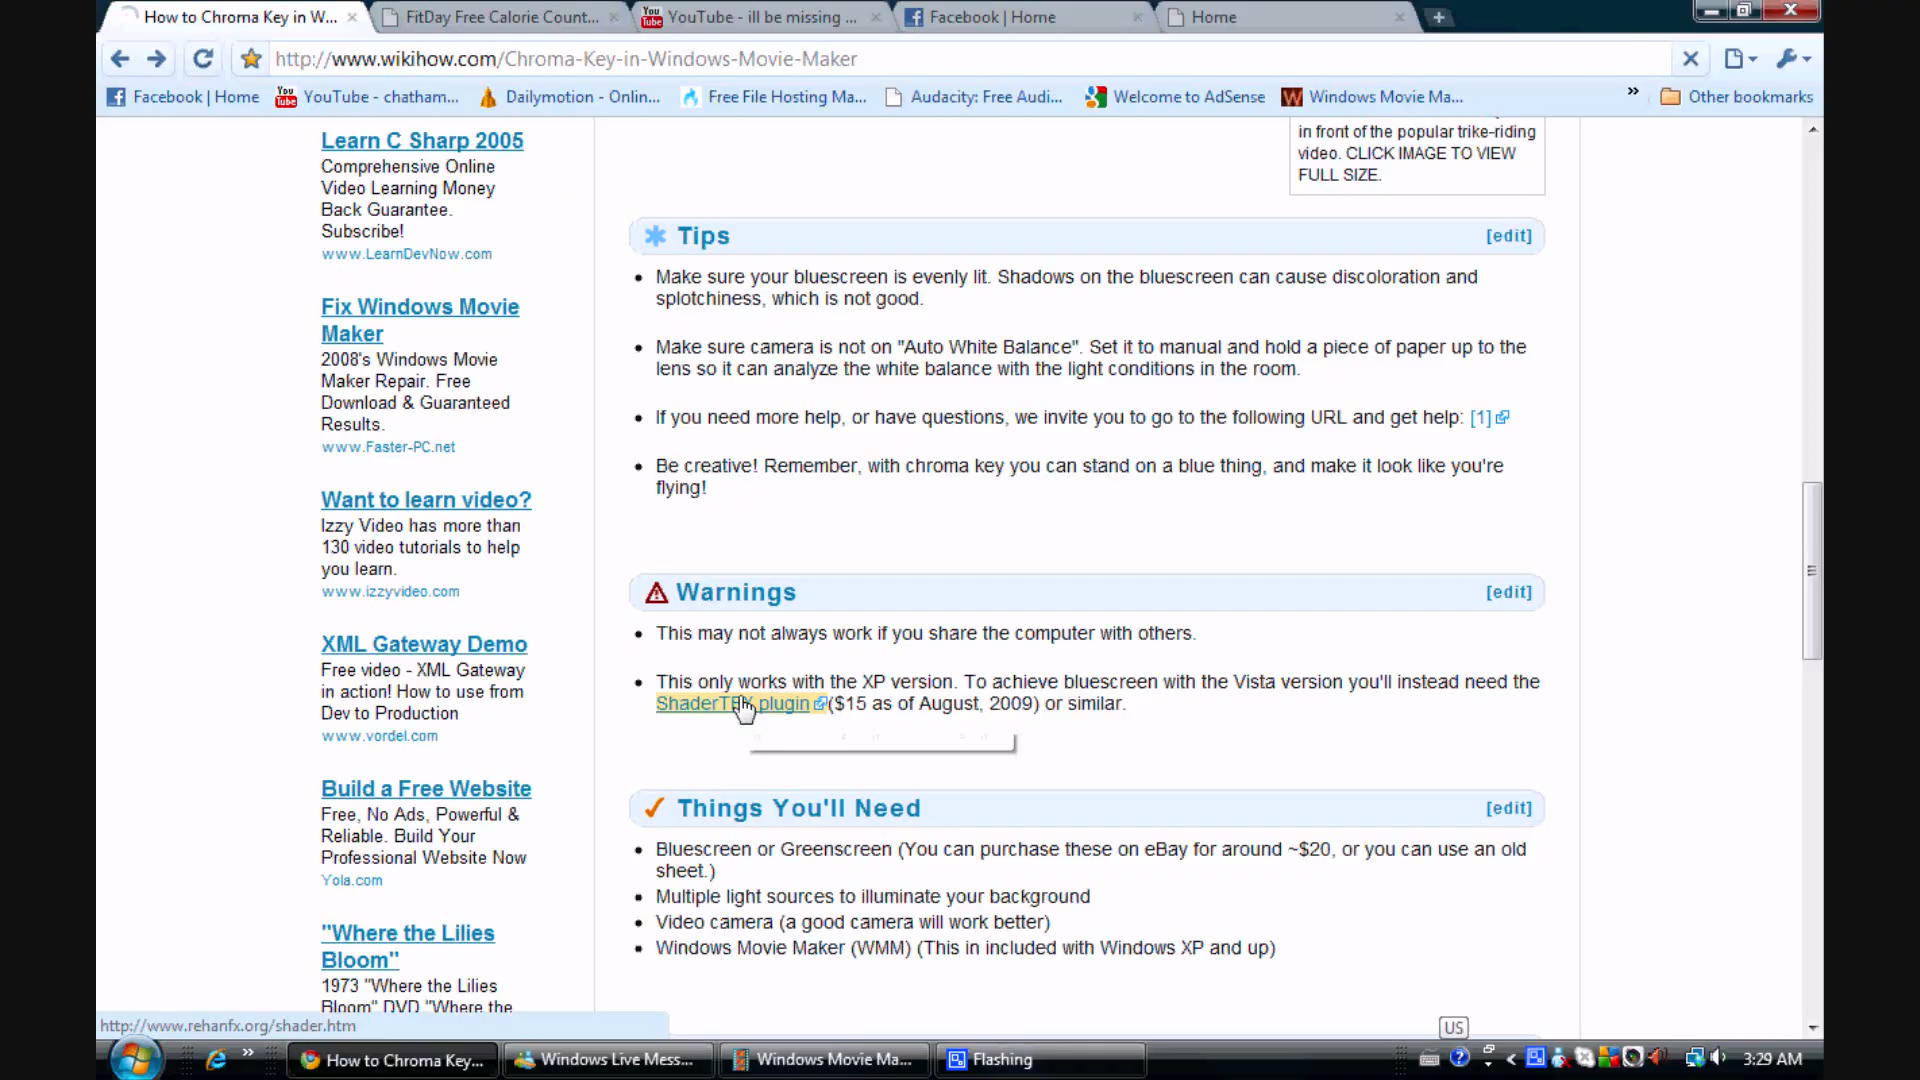 How to Chroma Key in W...
FitDay Free Calorie Count...
YouTube - ill be missing ...
Facebook | Home
Home
http://www.wikihow.com/Chroma-Key-in-Windows-Movie-Maker
Facebook | Home
YouTube - chatham...
Dailymotion - Onlin...
Free File Hosting Ma...
Audacity: Free Audi...
Welcome to AdSense
Windows Movie Ma...
»
Other bookmarks
Learn C Sharp 2005
Comprehensive Online
Video Learning Money
Back Guarantee.
Subscribe!
www.LearnDevNow.com
Fix Windows Movie
Maker
2008's Windows Movie
Maker Repair. Free
Download & Guaranteed
Results.
www.Faster-PC.net
Want to learn video?
Izzy Video has more than
130 video tutorials to help
you learn.
www.izzyvideo.com
XML Gateway Demo
Free video - XML Gateway
in action! How to use from
Dev to Production
www.vordel.com
Build a Free Website
Free, No Ads, Powerful &
Reliable. Build Your
Professional Website Now
Yola.com
"Where the Lilies
Bloom"
1973 "Where the Lilies
Bloom" DVD "Where the
in front of the popular trike-riding
video. CLICK IMAGE TO VIEW
FULL SIZE.
Tips
[edit]
Make sure your bluescreen is evenly lit. Shadows on the bluescreen can cause discoloration and
splotchiness, which is not good.
Make sure camera is not on "Auto White Balance". Set it to manual and hold a piece of paper up to the
lens so it can analyze the white balance with the light conditions in the room.
If you need more help, or have questions, we invite you to go to the following URL and get help: [1]
Be creative! Remember, with chroma key you can stand on a blue thing, and make it look like you're
flying!
Warnings
[edit]
This may not always work if you share the computer with others.
This only works with the XP version. To achieve bluescreen with the Vista version you'll instead need the
ShaderTFX plugin ($15 as of August, 2009) or similar.
Things You'll Need
[edit]
Bluescreen or Greenscreen (You can purchase these on eBay for around ~$20, or you can use an old
sheet.)
Multiple light sources to illuminate your background
Video camera (a good camera will work better)
Windows Movie Maker (WMM) (This in included with Windows XP and up)
http://www.rehanfx.org/shader.htm
US
How to Chroma Key...
Windows Live Mess...
Windows Movie Ma...
Flashing
3:29 AM